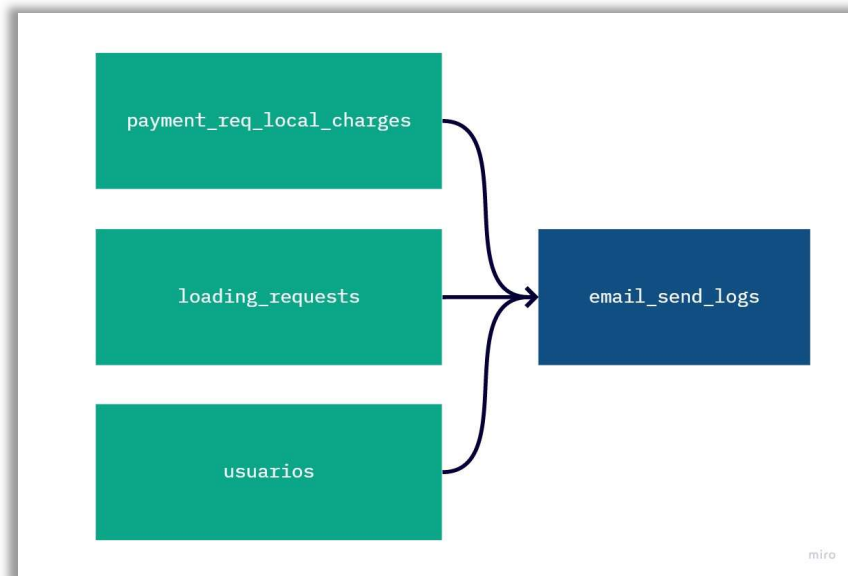 payment_req_local_charges
loading_requests
email_send_logs
usuarios
miro